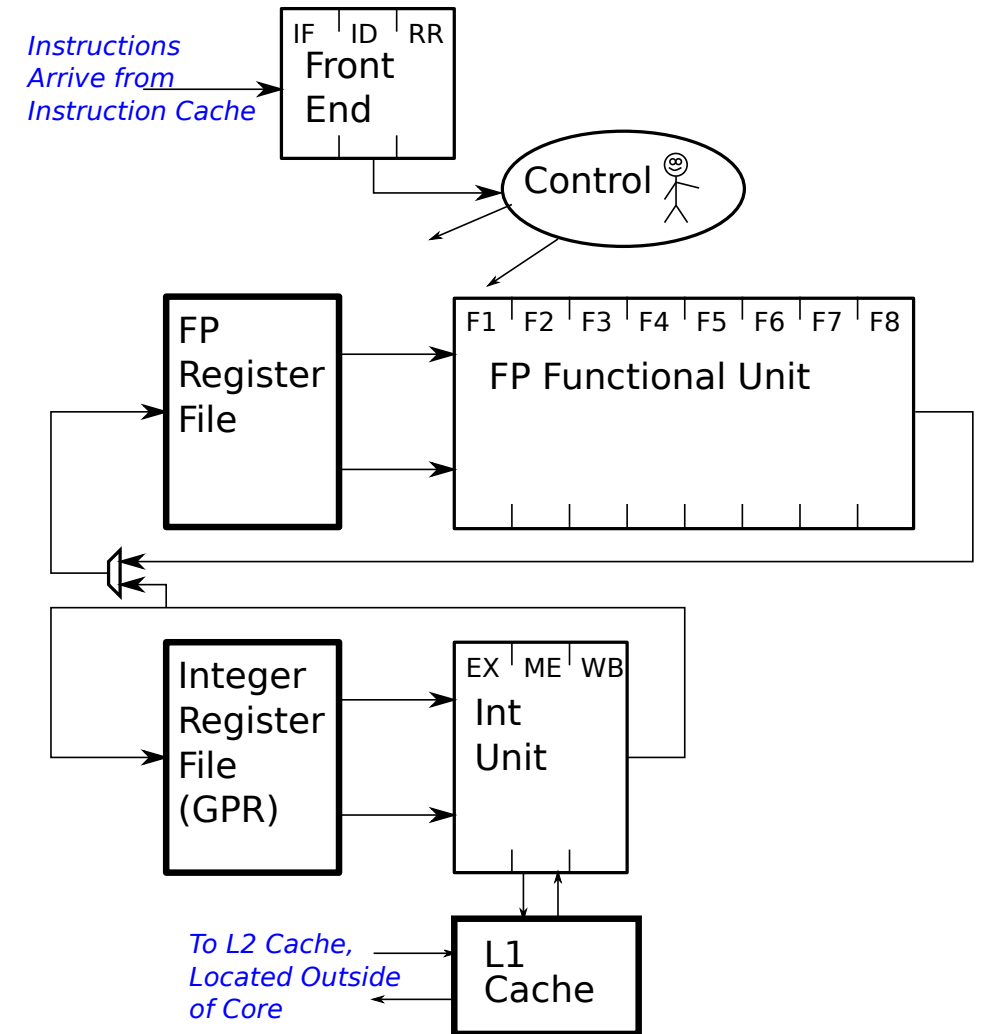 Instructions
Arrive from
Instruction Cache
IF ID RR
Front
End
Control
FP
Register
File
F1 F2 F3 F4 F5 F6 F7 F8
FP Functional Unit
Integer
Register
File
(GPR)
EX ME WB
Int
Unit
To L2 Cache,
Located Outside
of Core
L1
Cache